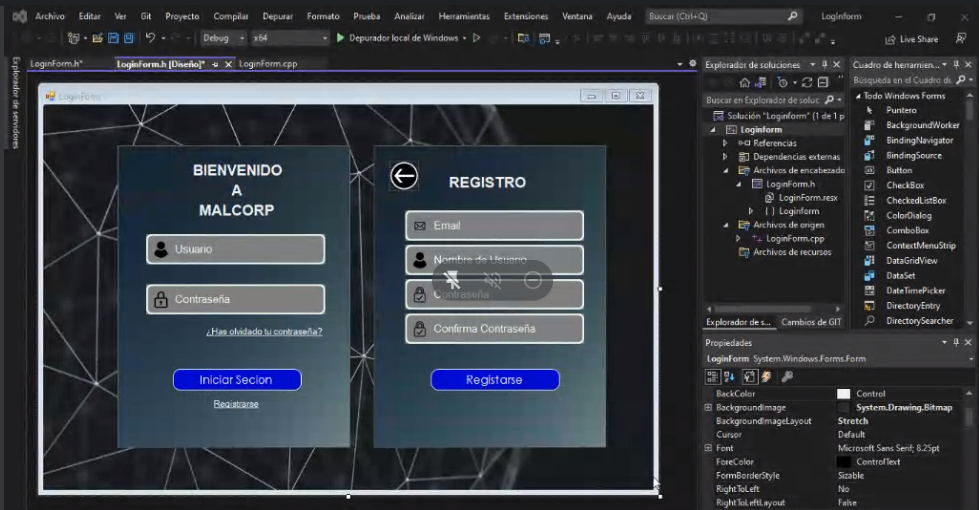 Archivo Editar Ver Git Proyecto Compilar Depurar Formato Prueba Analizar Herramientas Extensiones Ventana Ayuda Buscar (Ctrl+Q) Loginform
Debug x64 Depurador local de Windows Live Share
Explorador de servidores
LoginForm.h* LoginForm.h [Diseño]* LoginForm.cpp
LoginForm
BIENVENIDO
A
MALCORP
Usuario
Contraseña
¿Has olvidado tu contraseña?
Iniciar Secion
Registrarse
REGISTRO
Email
Nombre de Usuario
Contraseña
Confirma Contraseña
Registarse
Explorador de soluciones
Buscar en Explorador de soluc
Solución "Loginform" (1 de 1 p
Loginform
Referencias
Dependencias externas
Archivos de encabezado
LoginForm.h
LoginForm.resx
{ } Loginform
Archivos de origen
LoginForm.cpp
Archivos de recursos
Explorador de s... Cambios de GIT
Cuadro de herramien...
Búsqueda en el Cuadro de
Todo Windows Forms
Puntero
BackgroundWorker
BindingNavigator
BindingSource
Button
CheckBox
CheckedListBox
ColorDialog
ComboBox
ContextMenuStrip
DataGridView
DataSet
DateTimePicker
DirectoryEntry
DirectorySearcher
Propiedades
LoginForm System.Windows.Forms.Form
BackColor Control
BackgroundImage System.Drawing.Bitmap
BackgroundImageLayout Stretch
Cursor Default
Font Microsoft Sans Serif; 8.25pt
ForeColor ControlText
FormBorderStyle Sizable
RightToLeft No
RightToLeftLayout False